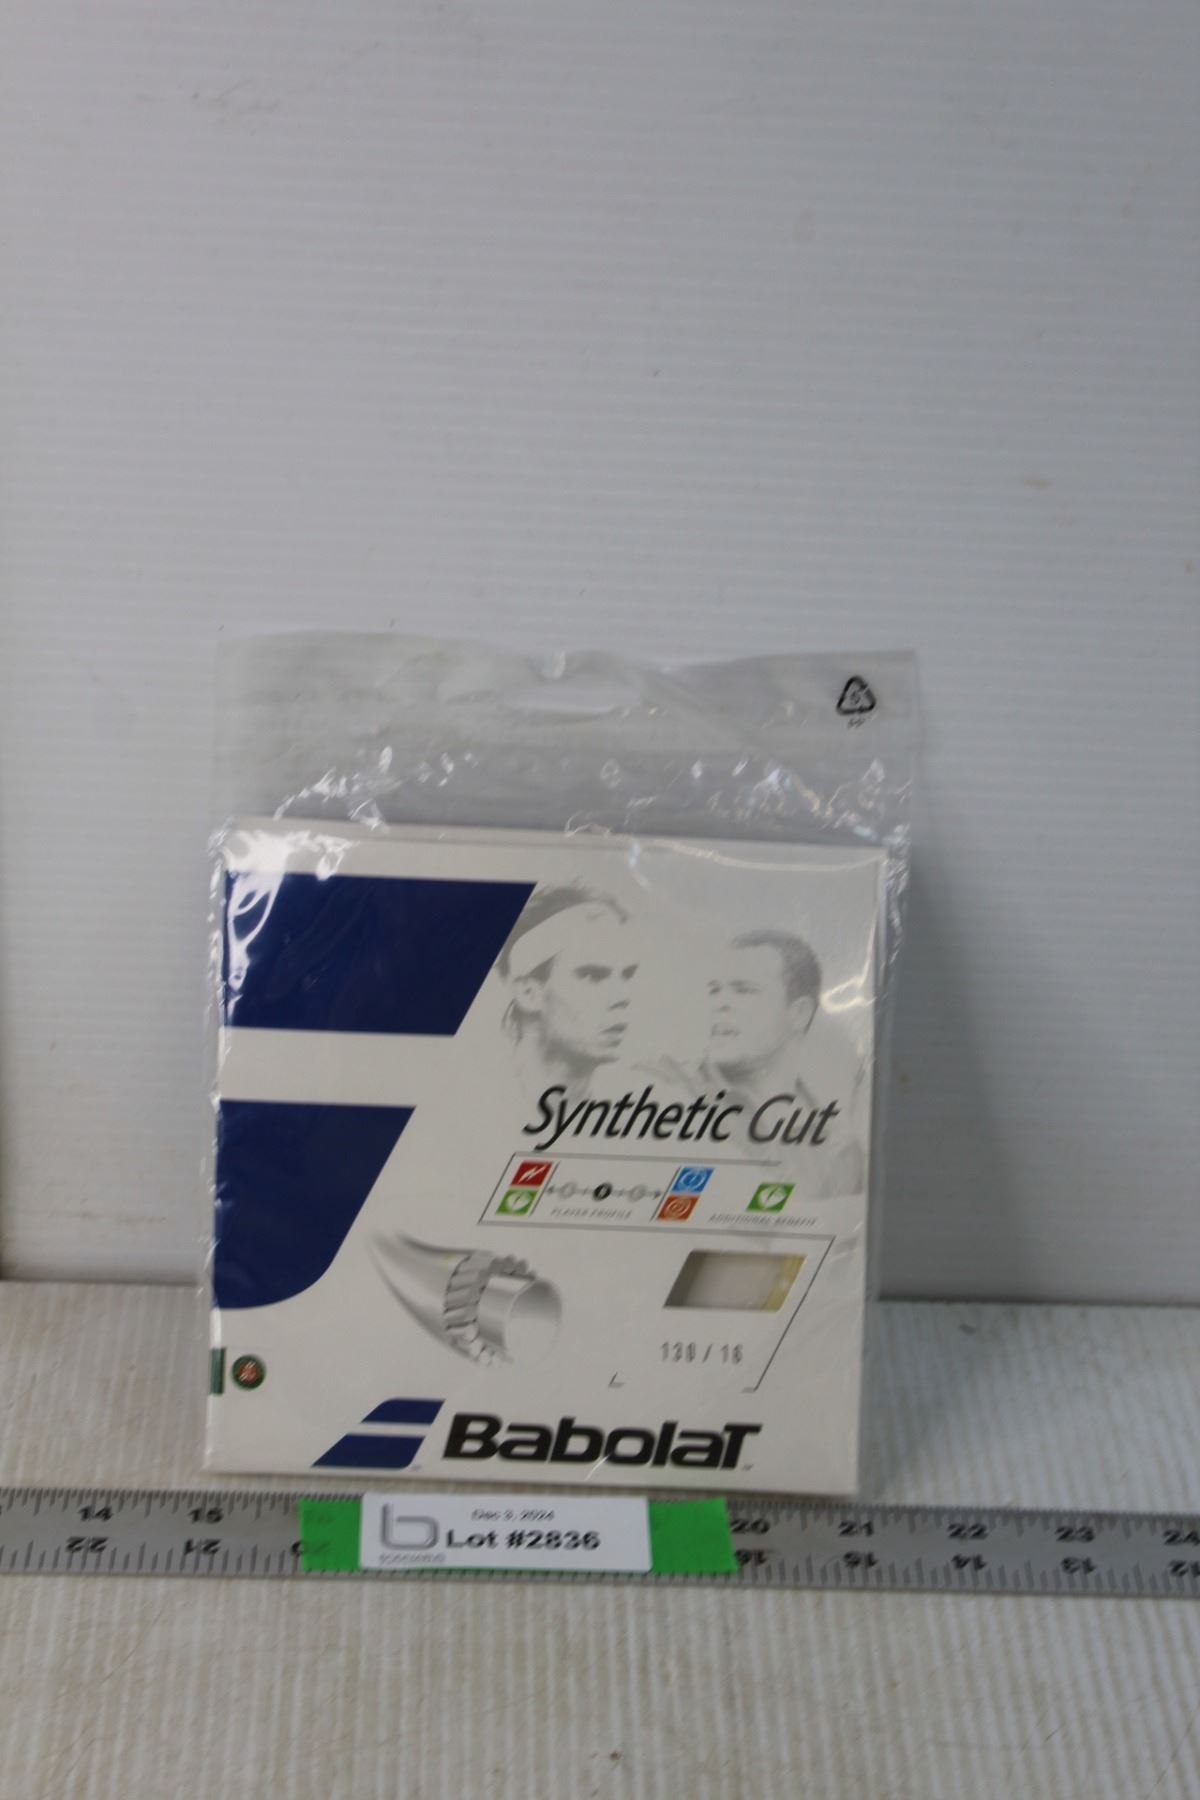 Synthetic Gut
PLAYER PROFILE
ADDITIONAL BENEFIT
130 / 16
BabolaT
14 15 20 21 22 23 24
22 21 16 15 14 13 12
Dec 3, 2024
Lot #2836